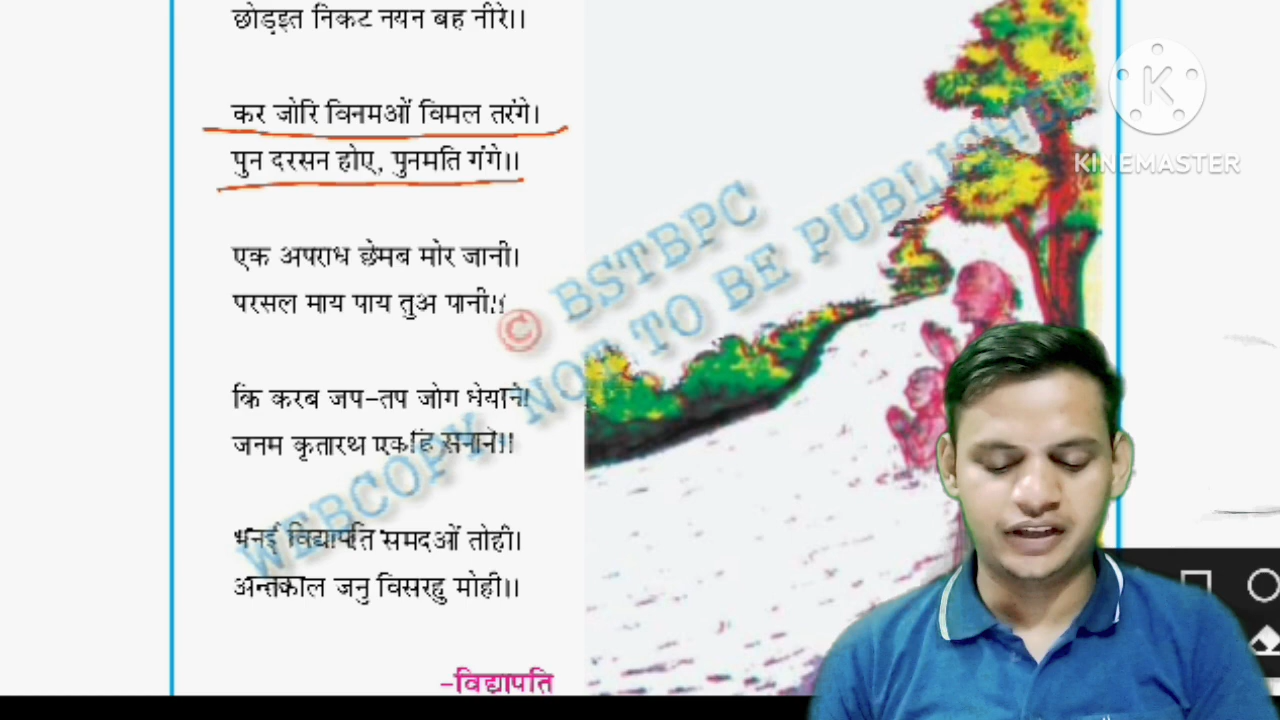 छोड़इत निकट नयन बह नीरे।।
कर जोरि विनमओं विमल तरंगे।
पुन दरसन होए, पुनमति गंगे।।
एक अपराध छेमब मोर जानी।
परसल माय पाय तुअ पानी।।
कि करब जप-तप जोग धेयाने।
जनम कृतारथ एकहि सनाने।।
भनई विद्यापति समदओं तोही।
अन्तकाल जनु विसरहु मोही।।
-विद्यापति
© BSTBPC
WEBCOPY, NOT TO BE PUBLISHED
K
KINEMASTER